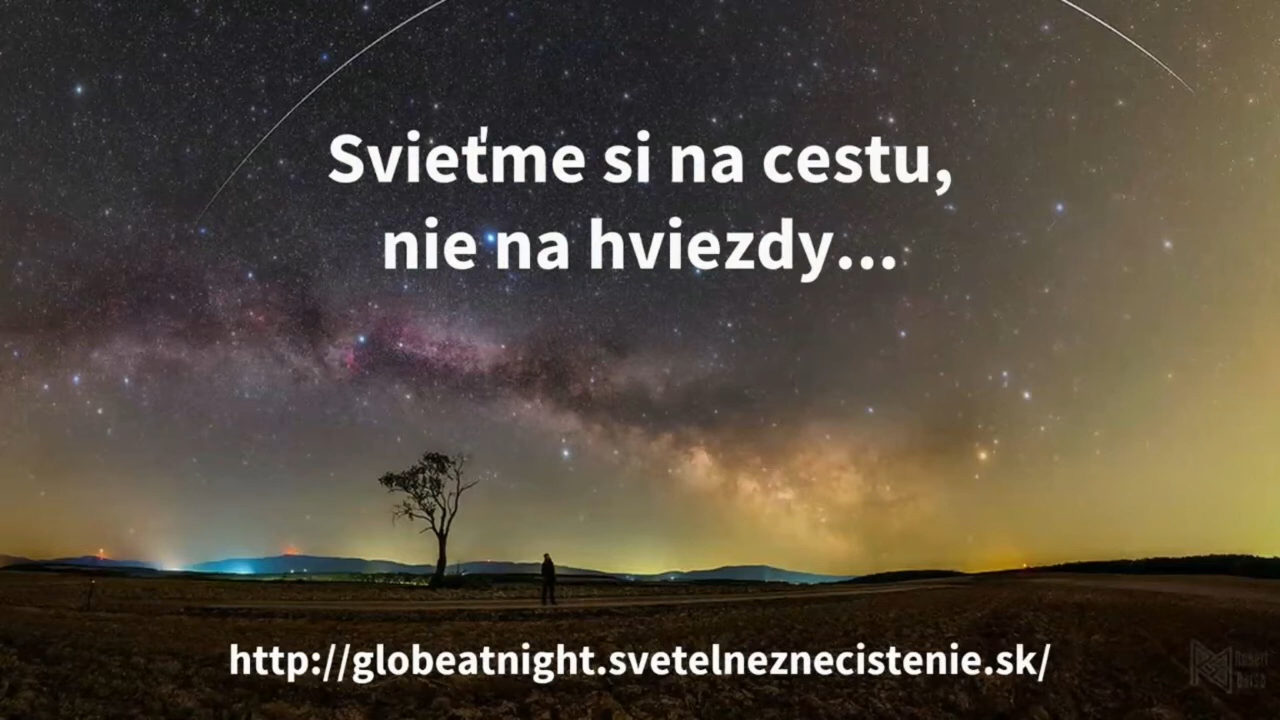 Svieťme si na cestu,
nie na hviezdy...
http://globeatnight.svetelneznecistenie.sk/